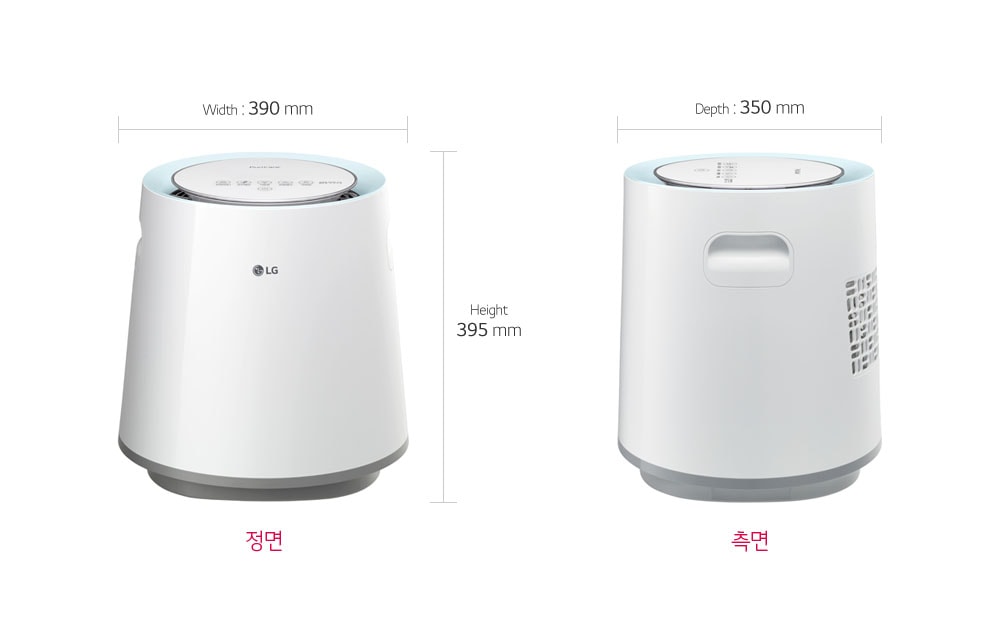 Width : 390 mm
Depth : 350 mm
LG
Height
395 mm
정면
측면